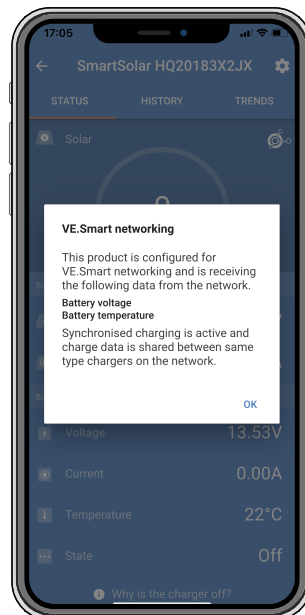 17:05
SmartSolar HQ20183X2JX
STATUS HISTORY TRENDS
Solar
VE.Smart networking
This product is configured for
VE.Smart networking and is receiving
the following data from the network.
Battery voltage
Battery temperature
Synchronised charging is active and
charge data is shared between same
type chargers on the network.
OK
Voltage 13.53V
Current 0.00A
Temperature 22°C
State Off
Why is the charger off?